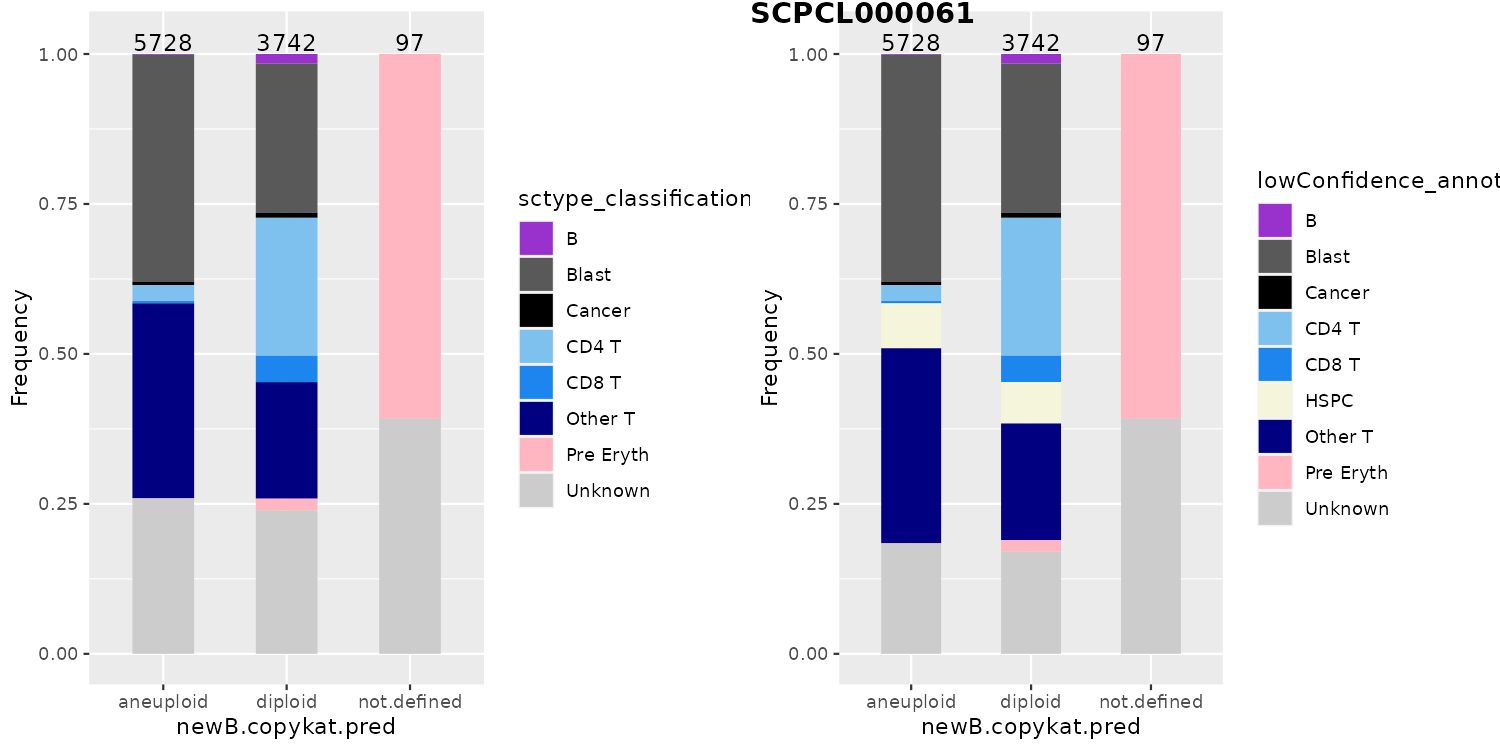 SCPCL000061
5728 3742 97
1.00
0.75
0.50
0.25
0.00
Frequency
aneuploid diploid not.defined
newB.copykat.pred
sctype_classification
B
Blast
Cancer
CD4 T
CD8 T
Other T
Pre Eryth
Unknown
5728 3742 97
1.00
0.75
0.50
0.25
0.00
Frequency
aneuploid diploid not.defined
newB.copykat.pred
lowConfidence_annot
B
Blast
Cancer
CD4 T
CD8 T
HSPC
Other T
Pre Eryth
Unknown